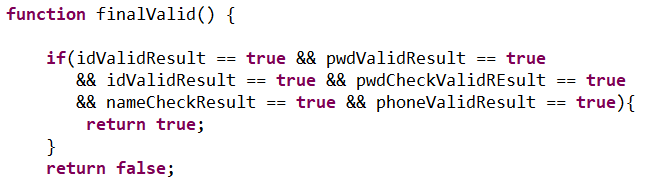 function finalValid() {
if(idValidResult == true && pwdValidResult == true
&& idValidResult == true && pwdCheckValidREsult == true
&& nameCheckResult == true && phoneValidResult == true){
return true;
}
return false;